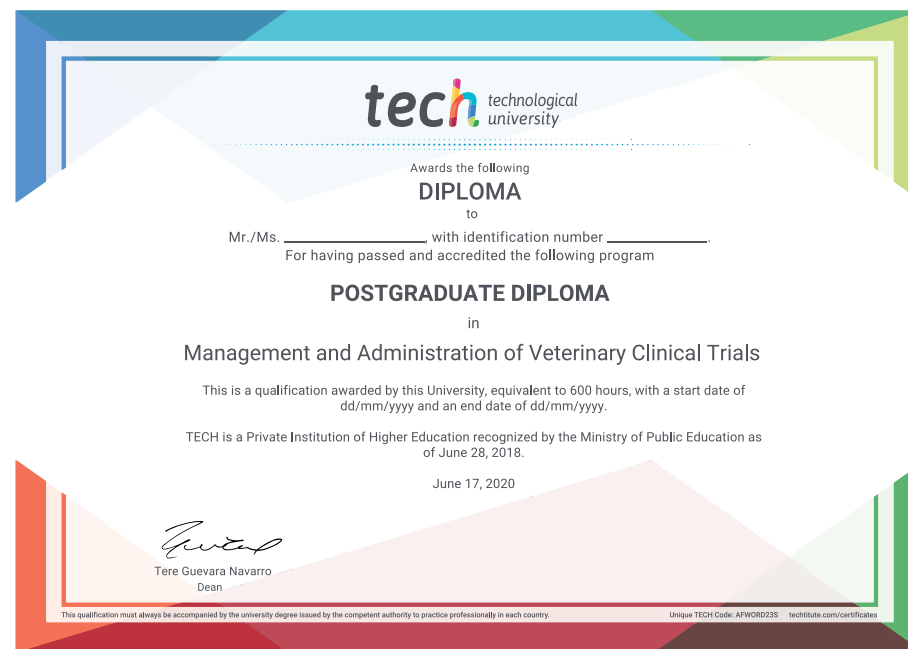 tech technological
university
Awards the following
DIPLOMA
to
Mr./Ms. ____________________, with identification number ______________.
For having passed and accredited the following program
POSTGRADUATE DIPLOMA
in
Management and Administration of Veterinary Clinical Trials
This is a qualification awarded by this University, equivalent to 600 hours, with a start date of
dd/mm/yyyy and an end date of dd/mm/yyyy.
TECH is a Private Institution of Higher Education recognized by the Ministry of Public Education as
of June 28, 2018.
June 17, 2020
Tere Guevara Navarro
Dean
This qualification must always be accompanied by the university degree issued by the competent authority to practice professionally in each country.
Unique TECH Code: AFWORD23S techtitute.com/certificates